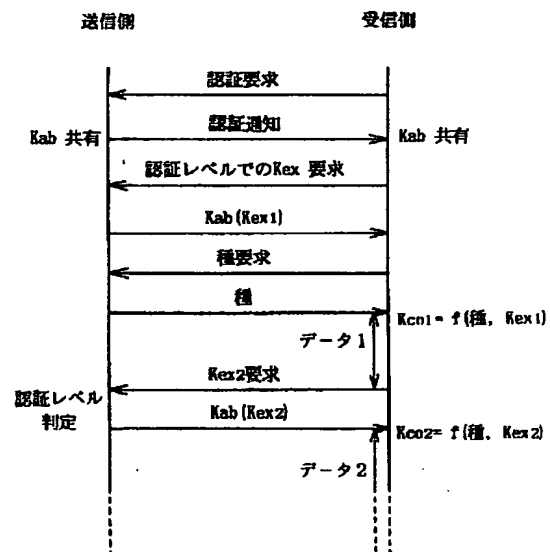 送信側
受信側
認証要求
認証通知
Kab 共有
Kab 共有
認証レベルでのKex 要求
Kab(Kex1)
種要求
種
Kco1= f(種, Kex1)
データ1
Kex2要求
認証レベル
判定
Kab(Kex2)
Kco2= f(種, Kex2)
データ2